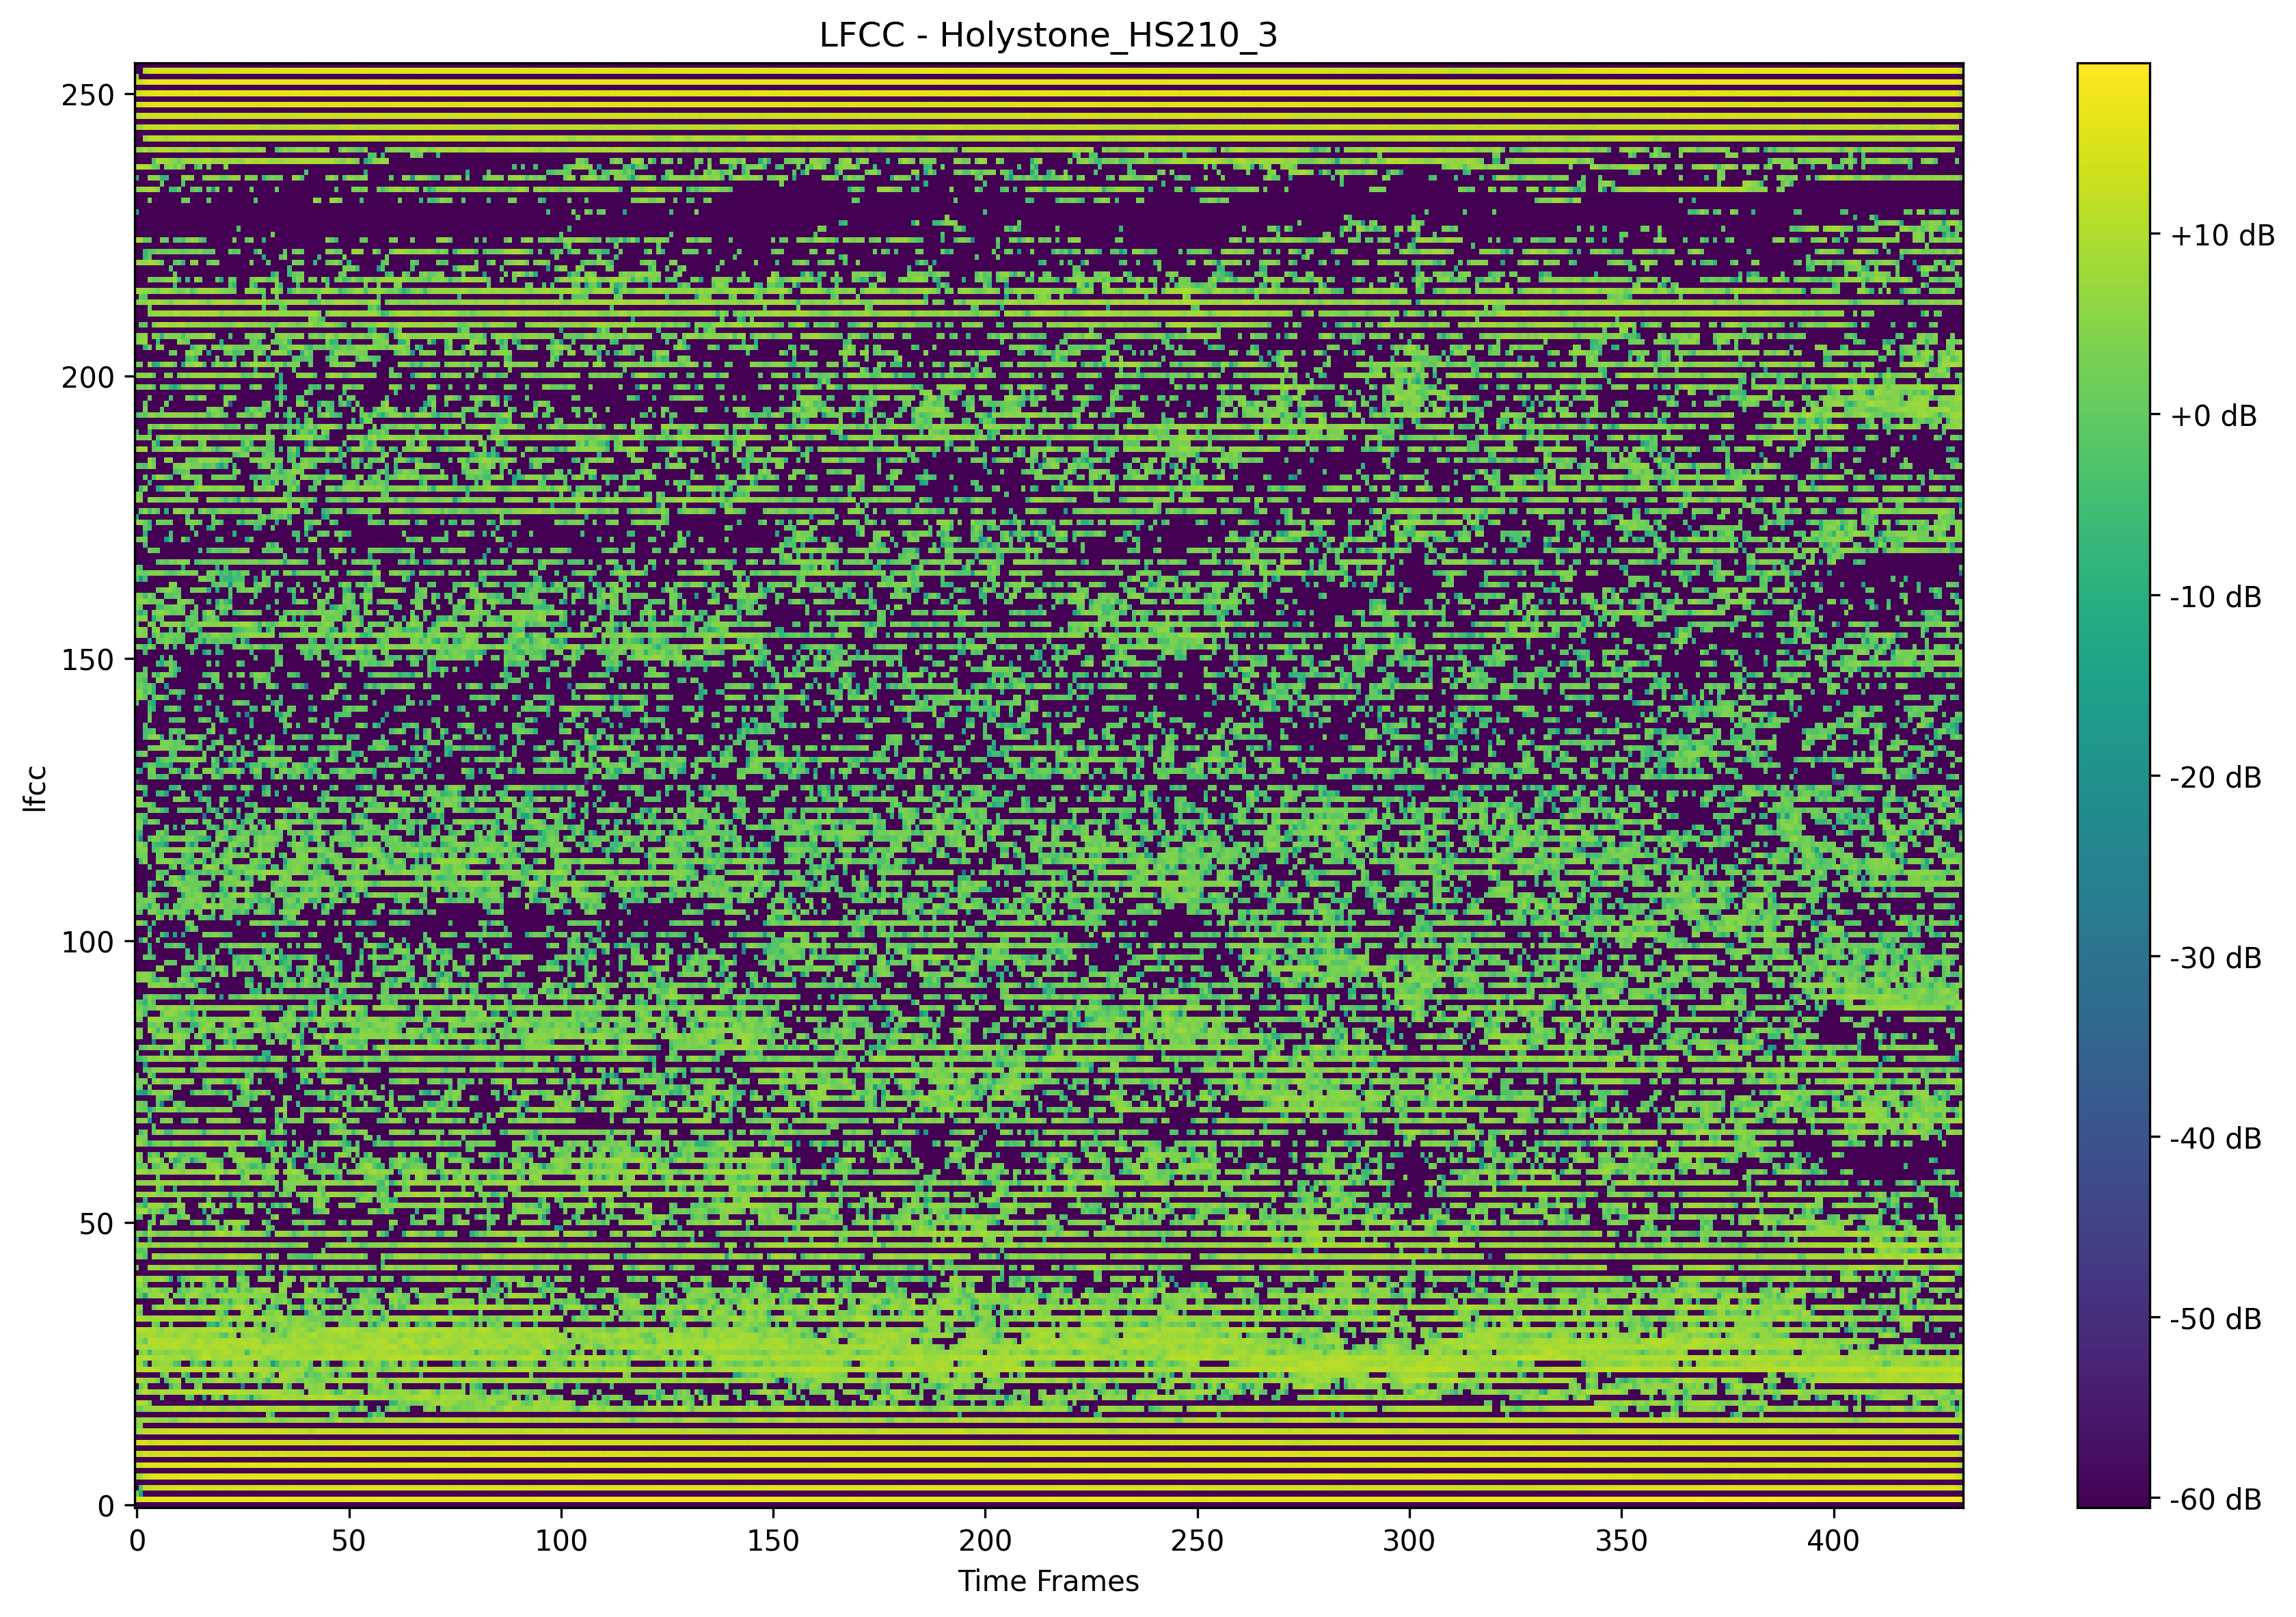 LFCC - Holystone_HS210_3
250
200
150
100
50
0
lfcc
0 50 100 150 200 250 300 350 400
Time Frames
+10 dB
+0 dB
-10 dB
-20 dB
-30 dB
-40 dB
-50 dB
-60 dB